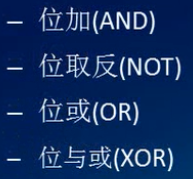 – 位加(AND)
– 位取反(NOT)
– 位或(OR)
– 位与或(XOR)